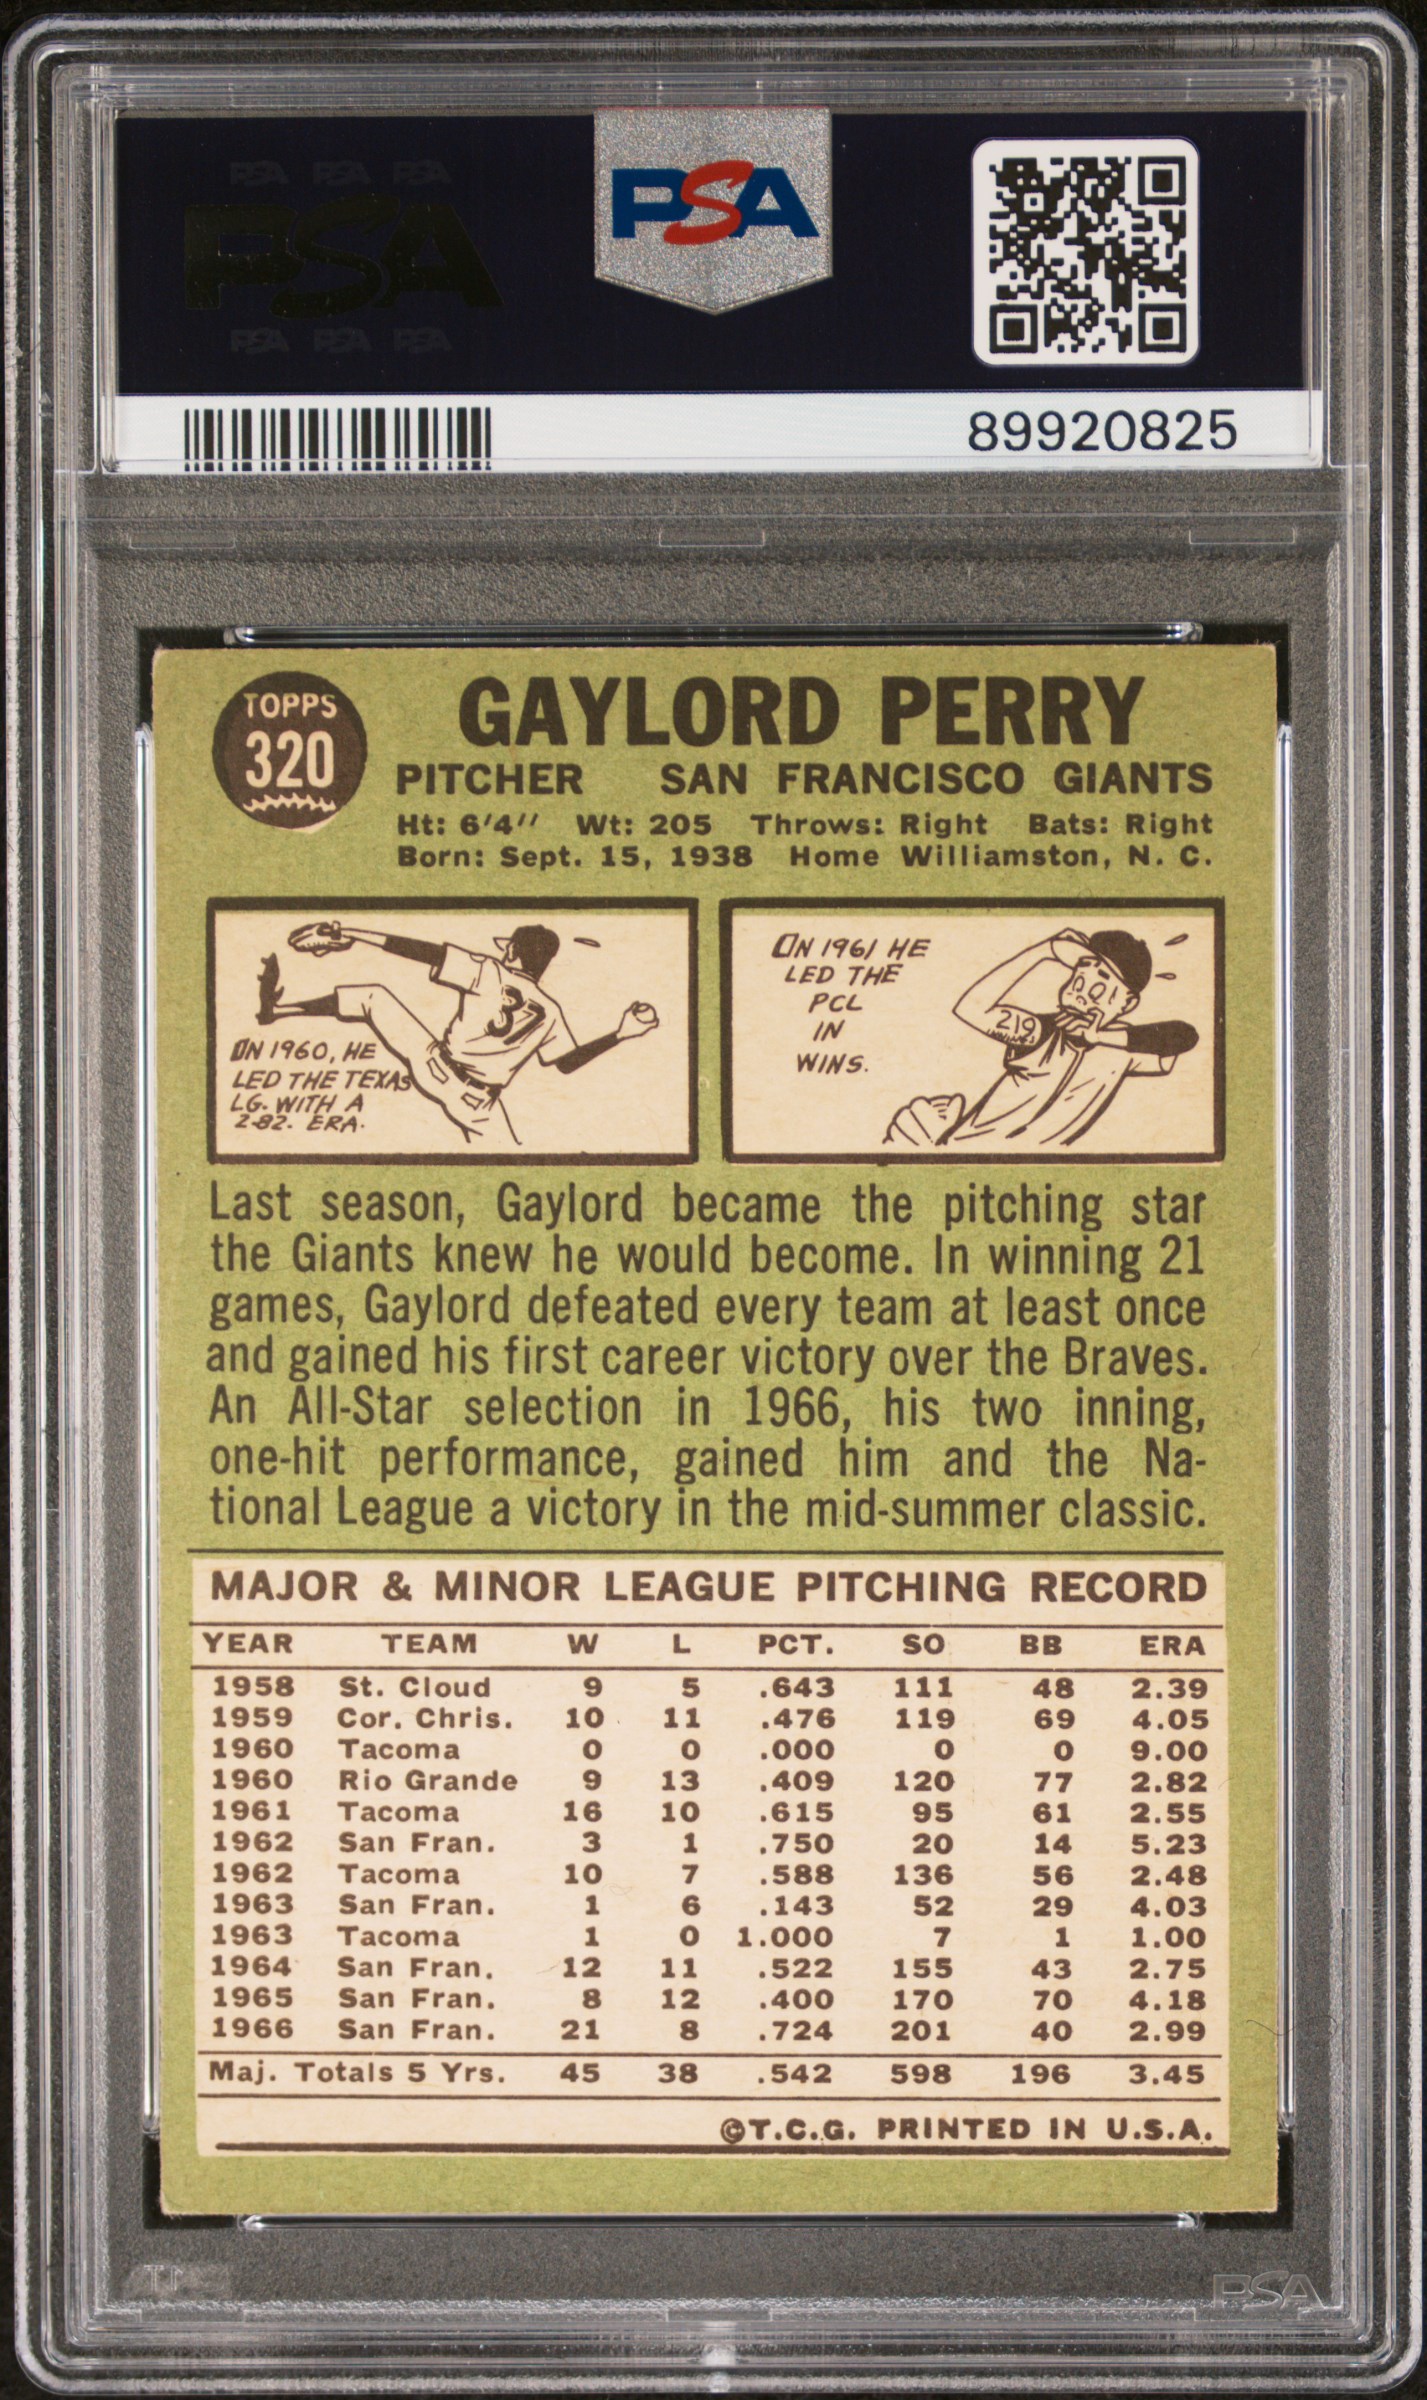 PSA PSA PSA
PSA
PSA PSA PSA
PSA
89920825
TOPPS
320
GAYLORD PERRY
PITCHER SAN FRANCISCO GIANTS
Ht: 6'4" Wt: 205 Throws: Right Bats: Right
Born: Sept. 15, 1938 Home Williamston, N. C.
37
IN 1960, HE
LED THE TEXAS
LG. WITH A
2.82. ERA.
IN 1961 HE
LED THE
PCL
IN
WINS.
219
Last season, Gaylord became the pitching star
the Giants knew he would become. In winning 21
games, Gaylord defeated every team at least once
and gained his first career victory over the Braves.
An All-Star selection in 1966, his two inning,
one-hit performance, gained him and the Na-
tional League a victory in the mid-summer classic.
MAJOR & MINOR LEAGUE PITCHING RECORD
YEAR TEAM W L PCT. SO BB ERA
1958 St. Cloud 9 5 .643 111 48 2.39
1959 Cor. Chris. 10 11 .476 119 69 4.05
1960 Tacoma 0 0 .000 0 0 9.00
1960 Rio Grande 9 13 .409 120 77 2.82
1961 Tacoma 16 10 .615 95 61 2.55
1962 San Fran. 3 1 .750 20 14 5.23
1962 Tacoma 10 7 .588 136 56 2.48
1963 San Fran. 1 6 .143 52 29 4.03
1963 Tacoma 1 0 1.000 7 1 1.00
1964 San Fran. 12 11 .522 155 43 2.75
1965 San Fran. 8 12 .400 170 70 4.18
1966 San Fran. 21 8 .724 201 40 2.99
Maj. Totals 5 Yrs. 45 38 .542 598 196 3.45
©T.C.G. PRINTED IN U.S.A.
PSA